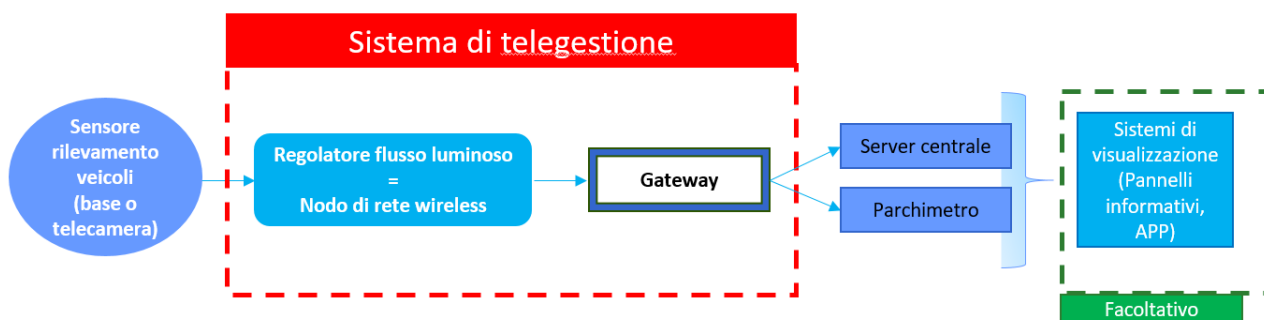 Sistema di telegestione
Sensore
rilevamento
veicoli
(base o
telecamera)
Regolatore flusso luminoso
=
Nodo di rete wireless
Gateway
Server centrale
Parchimetro
Sistemi di
visualizzazione
(Pannelli
informativi,
APP)
Facoltativo